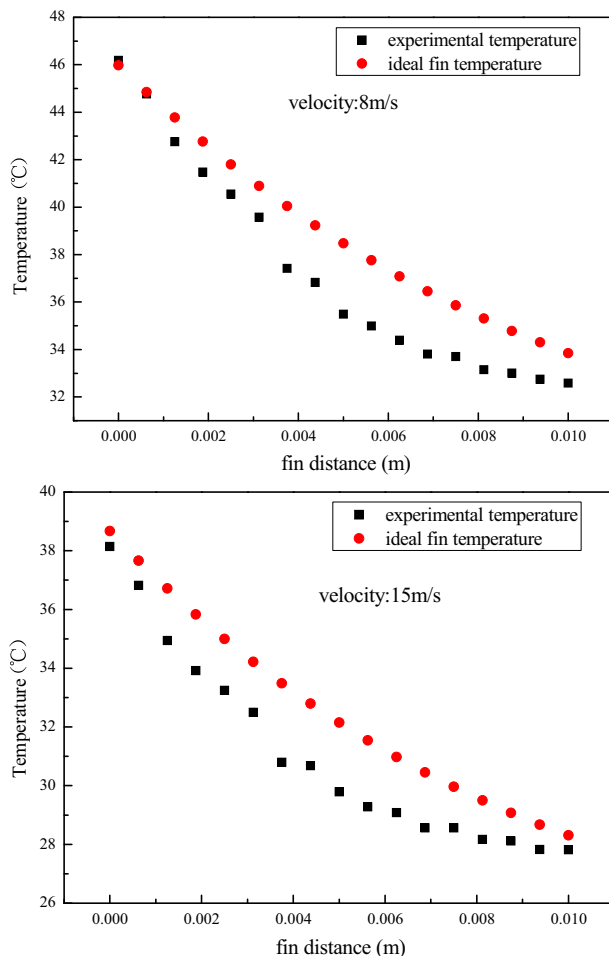 48
46
44
42
40
38
36
34
32
Temperature（℃）
experimental temperature
ideal fin temperature
velocity:8m/s
0.000 0.002 0.004 0.006 0.008 0.010
fin distance (m)
40
38
36
34
32
30
28
26
Temperature（℃）
experimental temperature
ideal fin temperature
velocity:15m/s
0.000 0.002 0.004 0.006 0.008 0.010
fin distance (m)